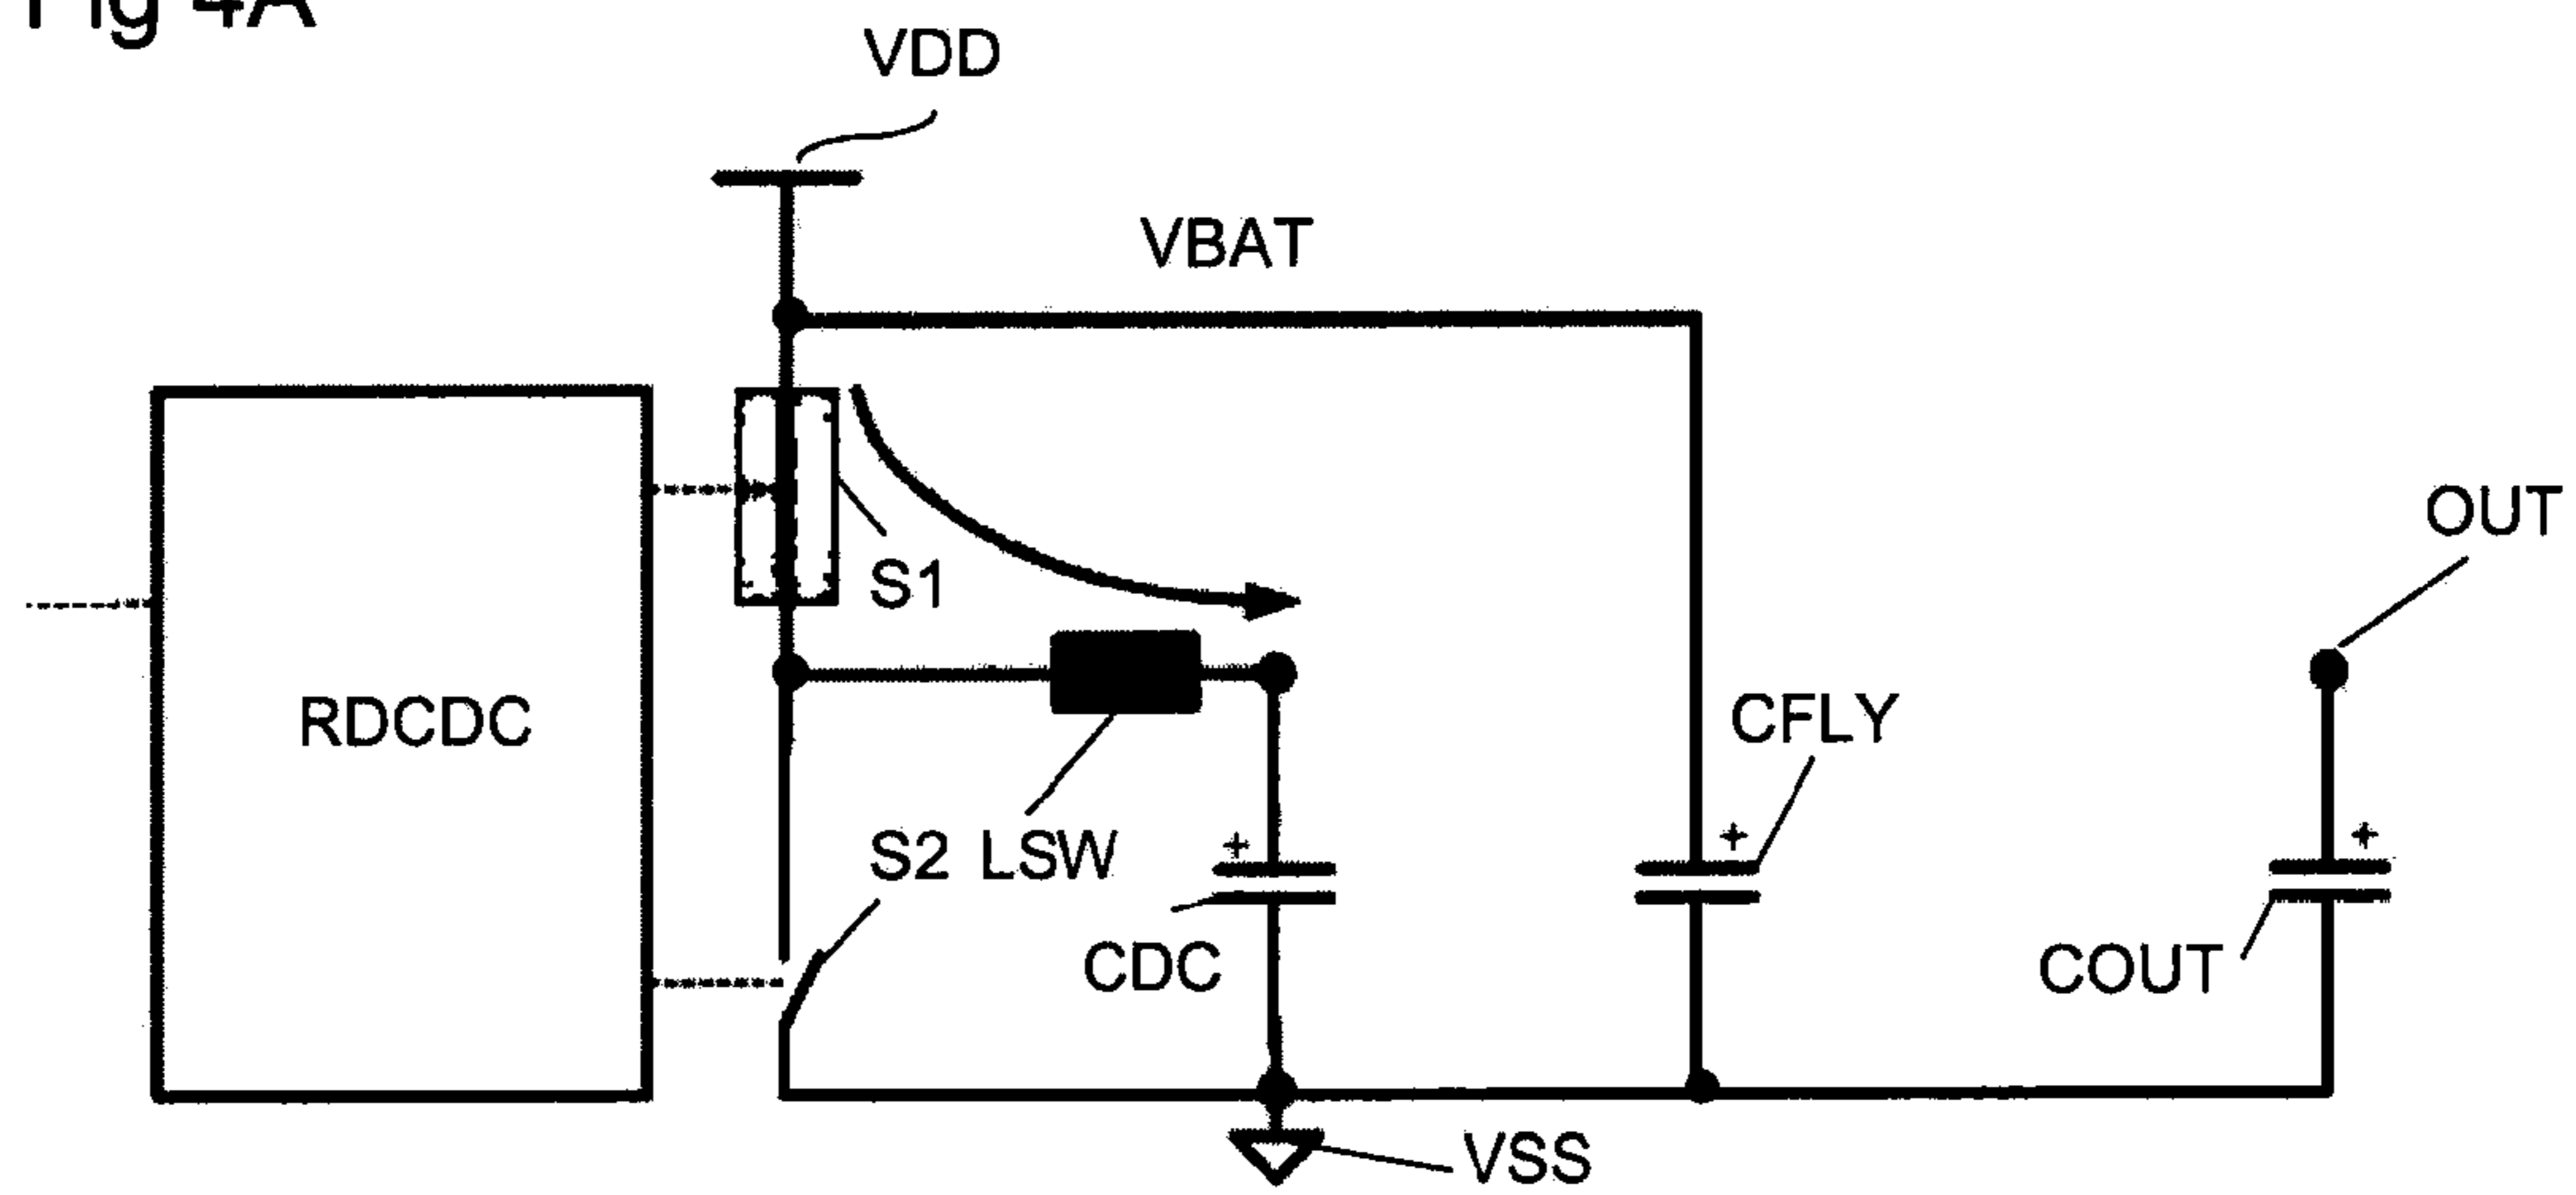 Fig 4A
VDD
VBAT
OUT
S1
RDCDC
CFLY
+
+
+
S2 LSW
CDC
COUT
VSS